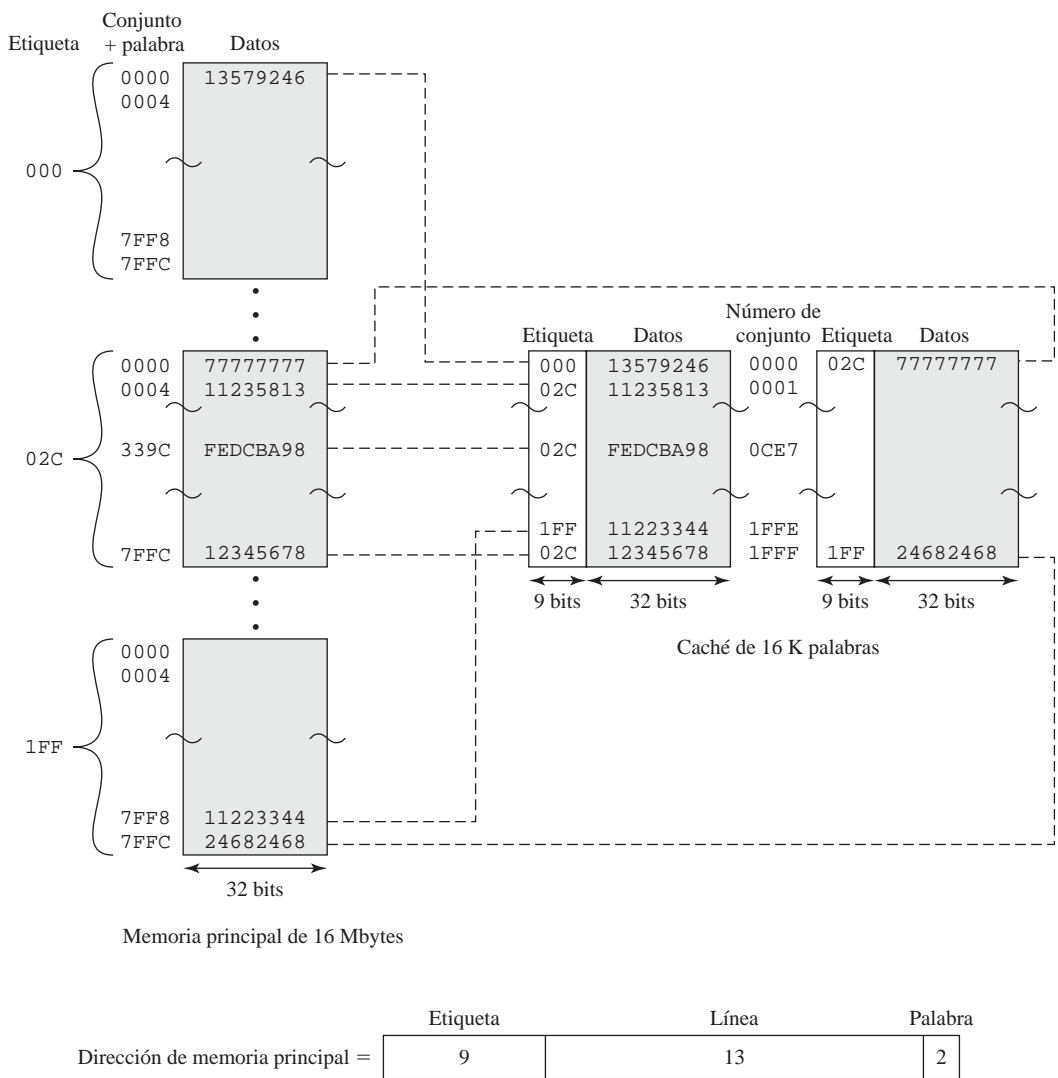 Etiqueta Conjunto + palabra Datos
0000 13579246
0004
000
7FF8
7FFC
Etiqueta Datos Número de conjunto Etiqueta Datos
0000 77777777 000 13579246 0000 02C 77777777
0004 11235813 02C 11235813 0001
02C 339C FEDCBA98 02C FEDCBA98 0CE7
1FF 11223344 1FFE
7FFC 12345678 02C 12345678 1FFF 1FF 24682468
9 bits 32 bits 9 bits 32 bits
Caché de 16 K palabras
0000
0004
1FF
7FF8 11223344
7FFC 24682468
32 bits
Memoria principal de 16 Mbytes
Etiqueta Línea Palabra
Dirección de memoria principal = 9 13 2